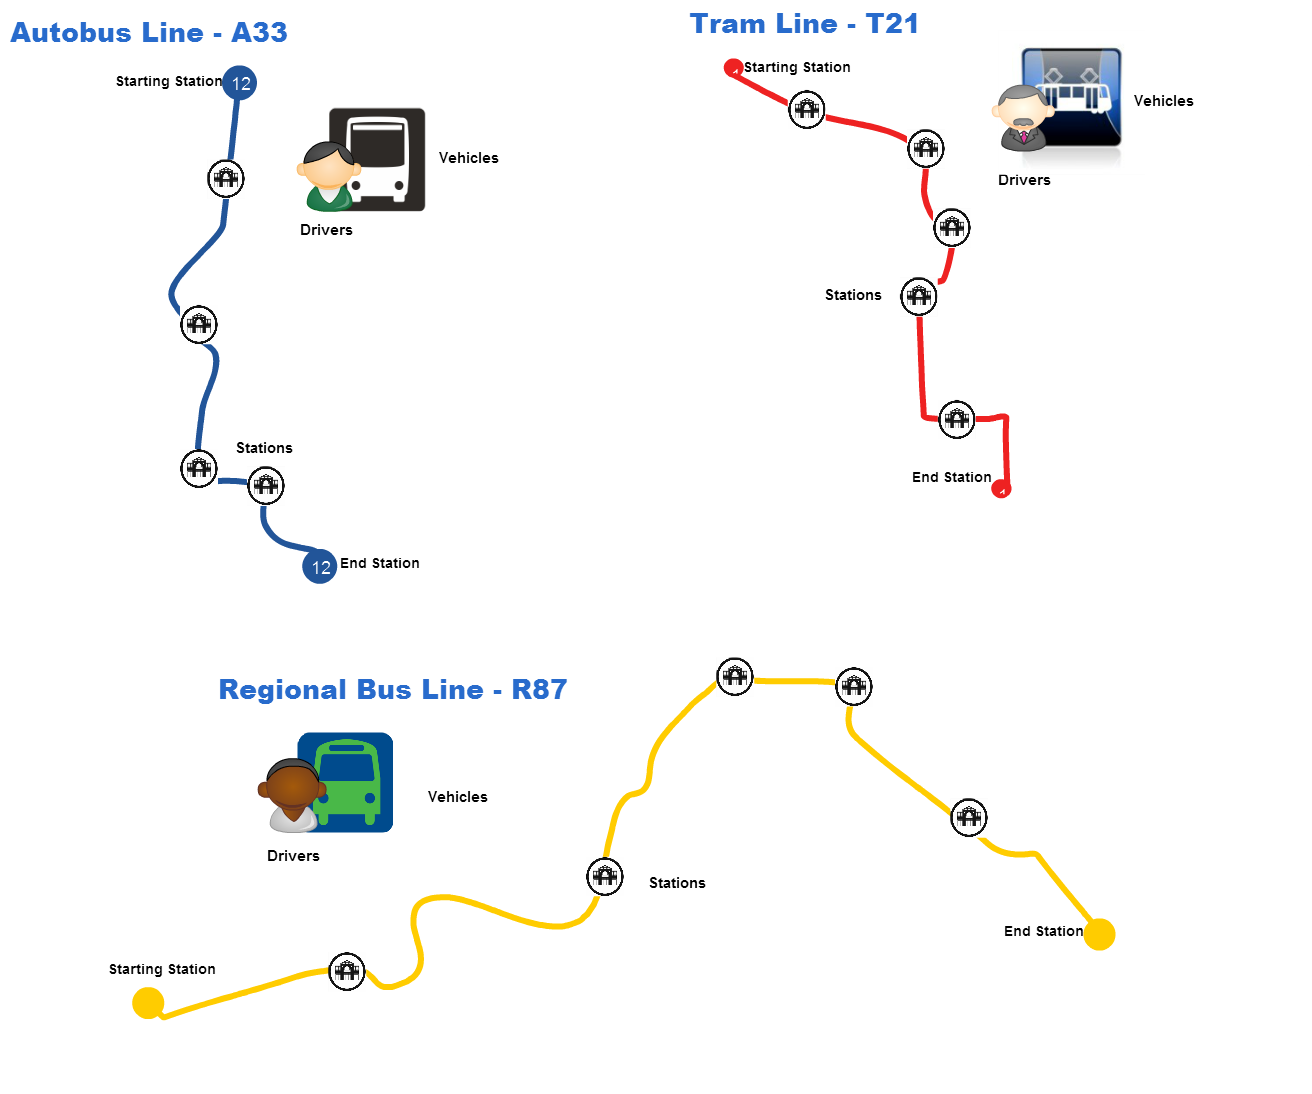 Autobus Line - A33
Starting Station
12
Vehicles
Drivers
Stations
12
End Station
Tram Line - T21
Starting Station
Vehicles
Drivers
Stations
End Station
Regional Bus Line - R87
Vehicles
Drivers
Stations
End Station
Starting Station